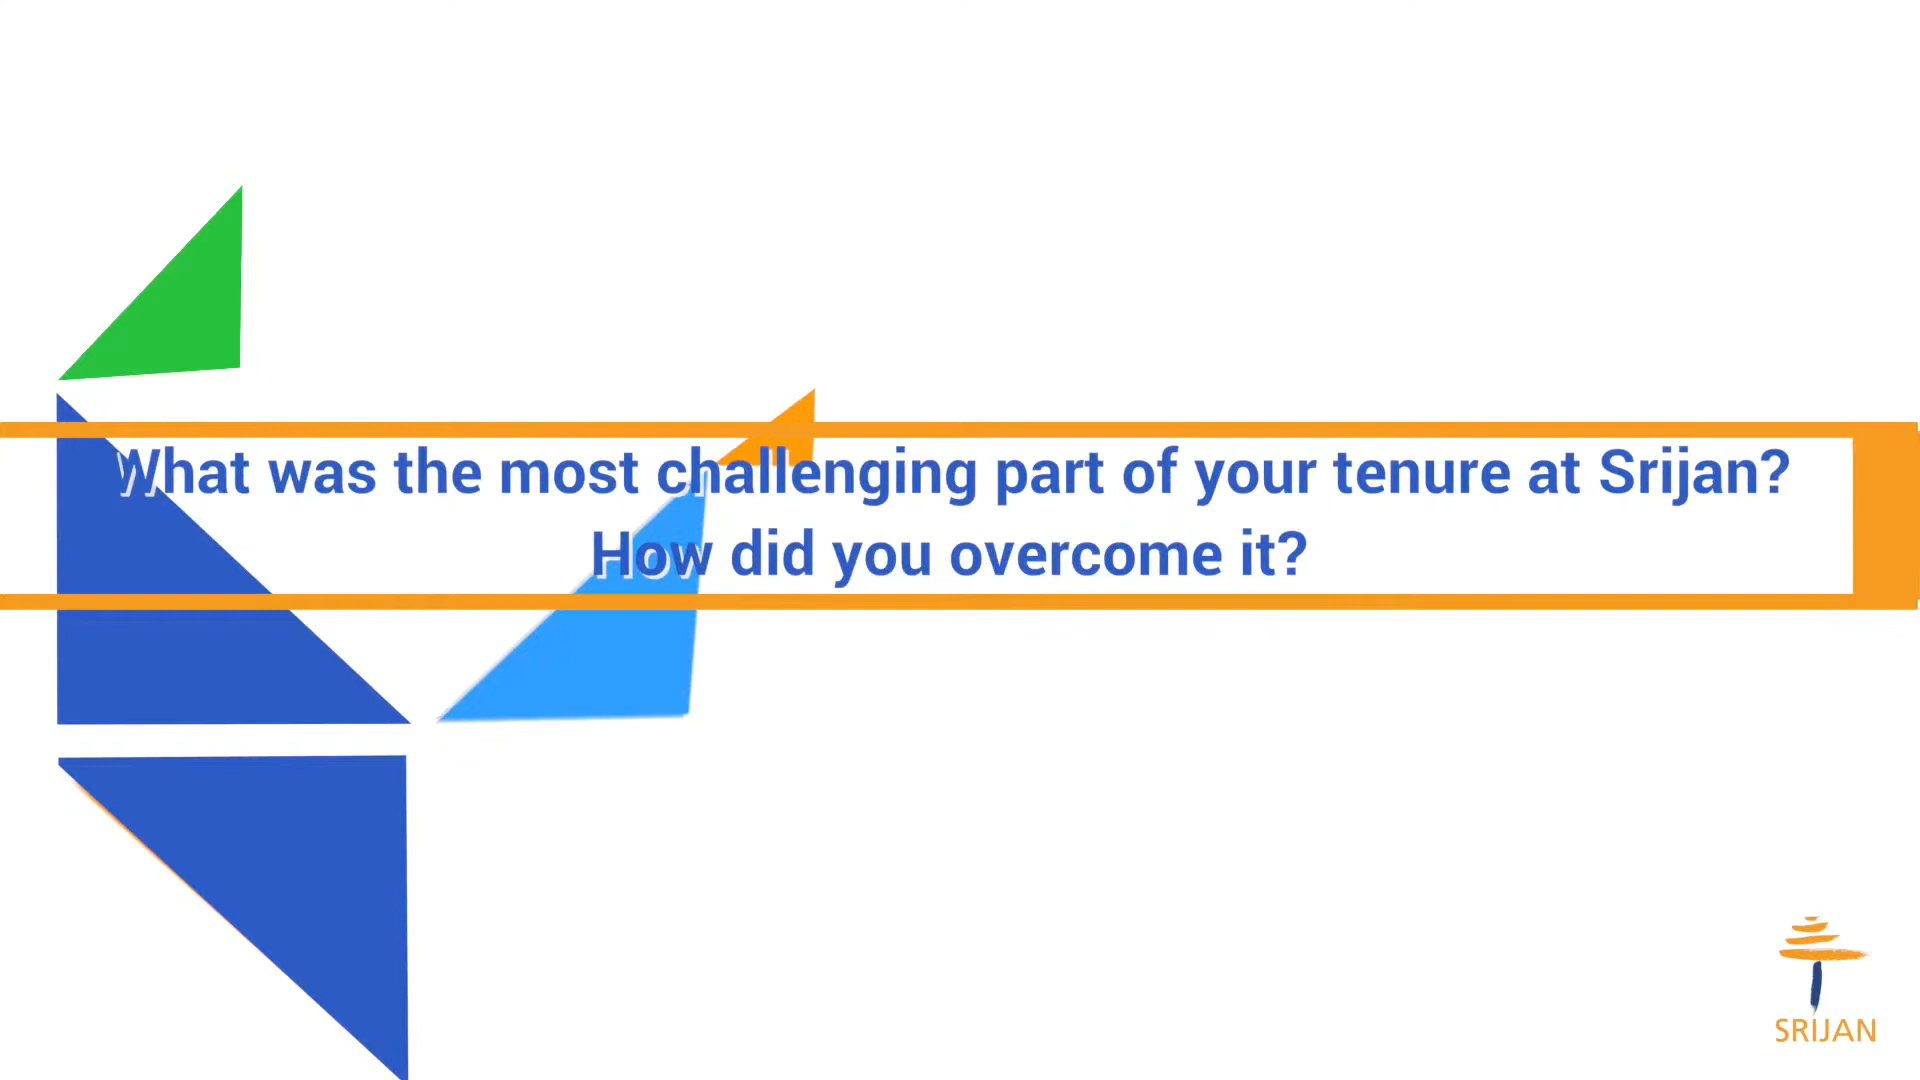 What was the most challenging part of your tenure at Srijan?
How did you overcome it?
SRIJAN